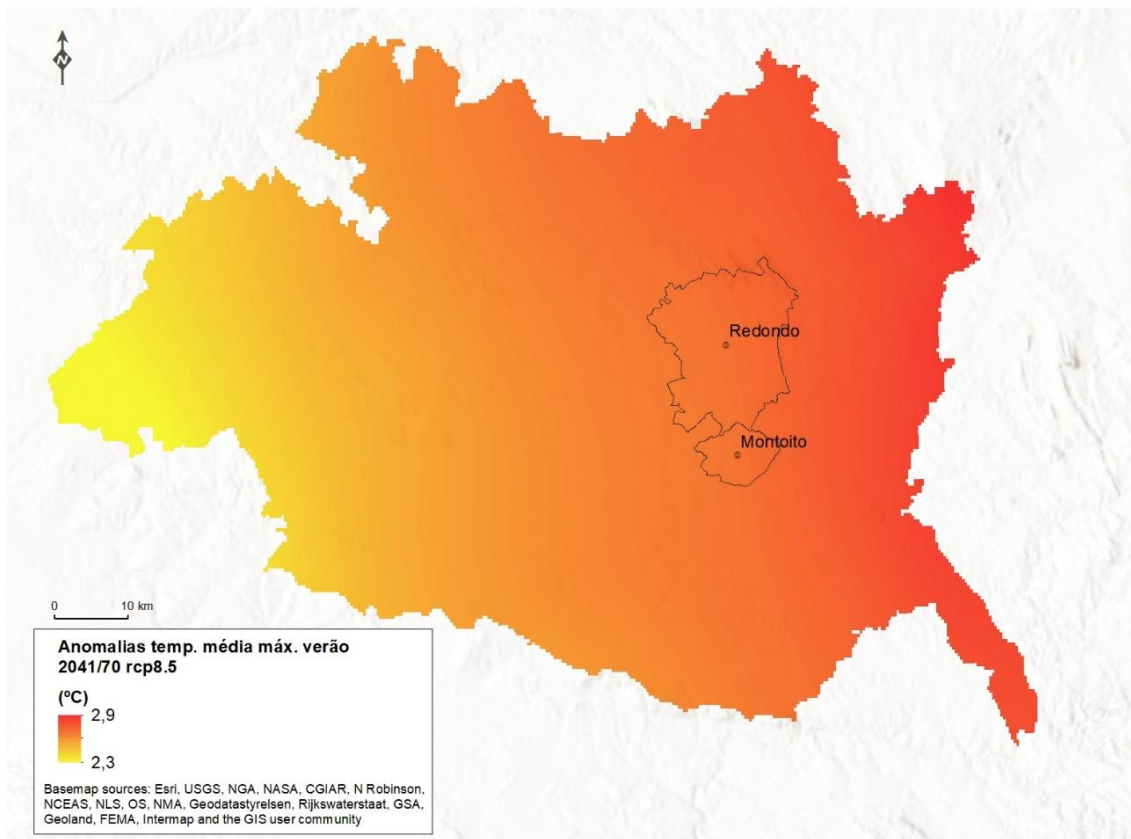 N
Redondo
Montoito
0 10 km
Anomalias temp. média máx. verão
2041/70 rcp8.5
(ºC)
2,9
2,3
Basemap sources: Esri, USGS, NGA, NASA, CGIAR, N Robinson,
NCEAS, NLS, OS, NMA, Geodatastyrelsen, Rijkswaterstaat, GSA,
Geoland, FEMA, Intermap and the GIS user community